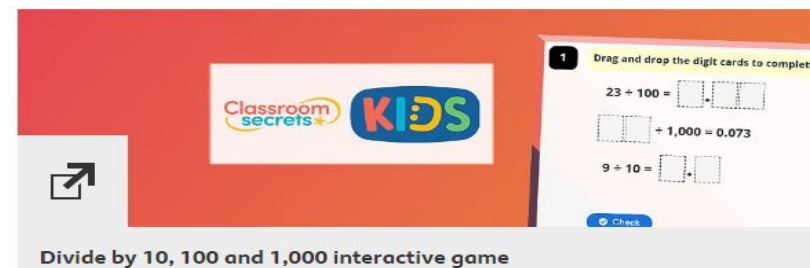 Classroom
secrets
KIDS
1 Drag and drop the digit cards to complet
23 ÷ 100 = .
÷ 1,000 = 0.073
9 ÷ 10 = .
Check
Divide by 10, 100 and 1,000 interactive game